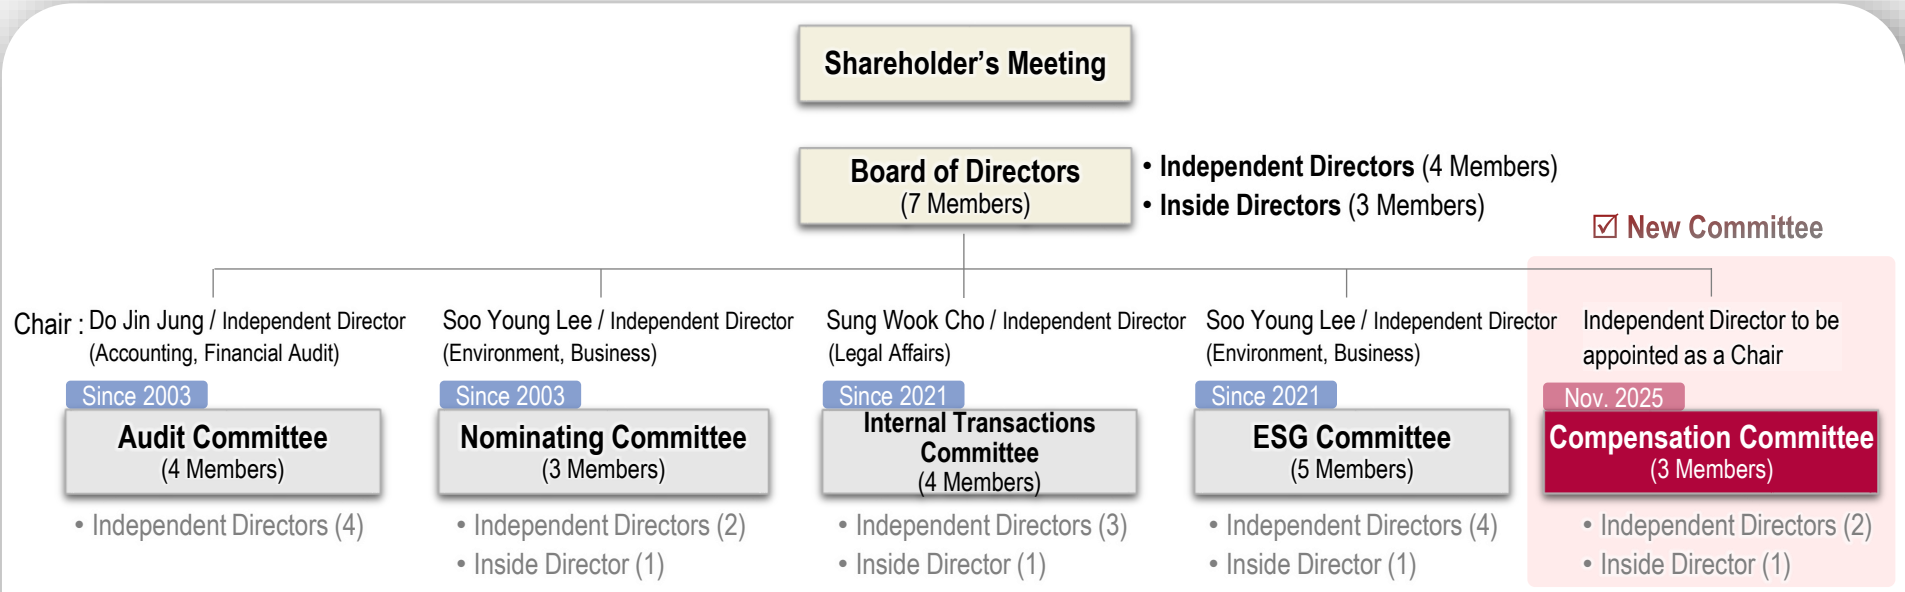 Shareholder's Meeting
Board of Directors
(7 Members)
• Independent Directors (4 Members)
• Inside Directors (3 Members)
☑ New Committee
Chair : Do Jin Jung / Independent Director
(Accounting, Financial Audit)
Since 2003
Audit Committee
(4 Members)
• Independent Directors (4)
Soo Young Lee / Independent Director
(Environment, Business)
Since 2003
Nominating Committee
(3 Members)
• Independent Directors (2)
• Inside Director (1)
Sung Wook Cho / Independent Director
(Legal Affairs)
Since 2021
Internal Transactions
Committee
(4 Members)
• Independent Directors (3)
• Inside Director (1)
Soo Young Lee / Independent Director
(Environment, Business)
Since 2021
ESG Committee
(5 Members)
• Independent Directors (4)
• Inside Director (1)
Independent Director to be
appointed as a Chair
Nov. 2025
Compensation Committee
(3 Members)
• Independent Directors (2)
• Inside Director (1)